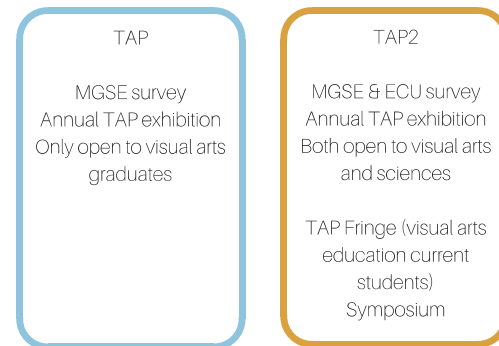 TAP
MGSE survey
Annual TAP exhibition
Only open to visual arts
graduates
TAP2
MGSE & ECU survey
Annual TAP exhibition
Both open to visual arts
and sciences
TAP Fringe (visual arts
education current
students)
Symposium